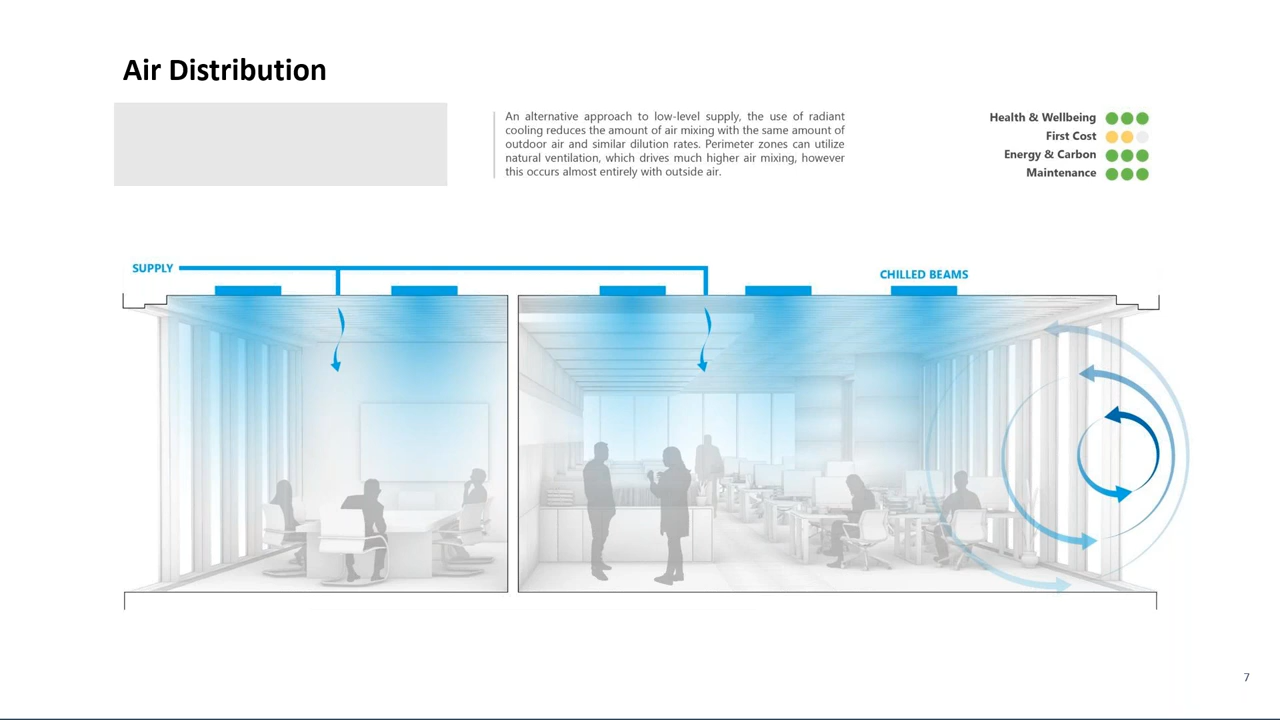 Air Distribution
An alternative approach to low-level supply, the use of radiant
cooling reduces the amount of air mixing with the same amount of
outdoor air and similar dilution rates. Perimeter zones can utilize
natural ventilation, which drives much higher air mixing, however
this occurs almost entirely with outside air.
Health & Wellbeing
First Cost
Energy & Carbon
Maintenance
SUPPLY
CHILLED BEAMS
7